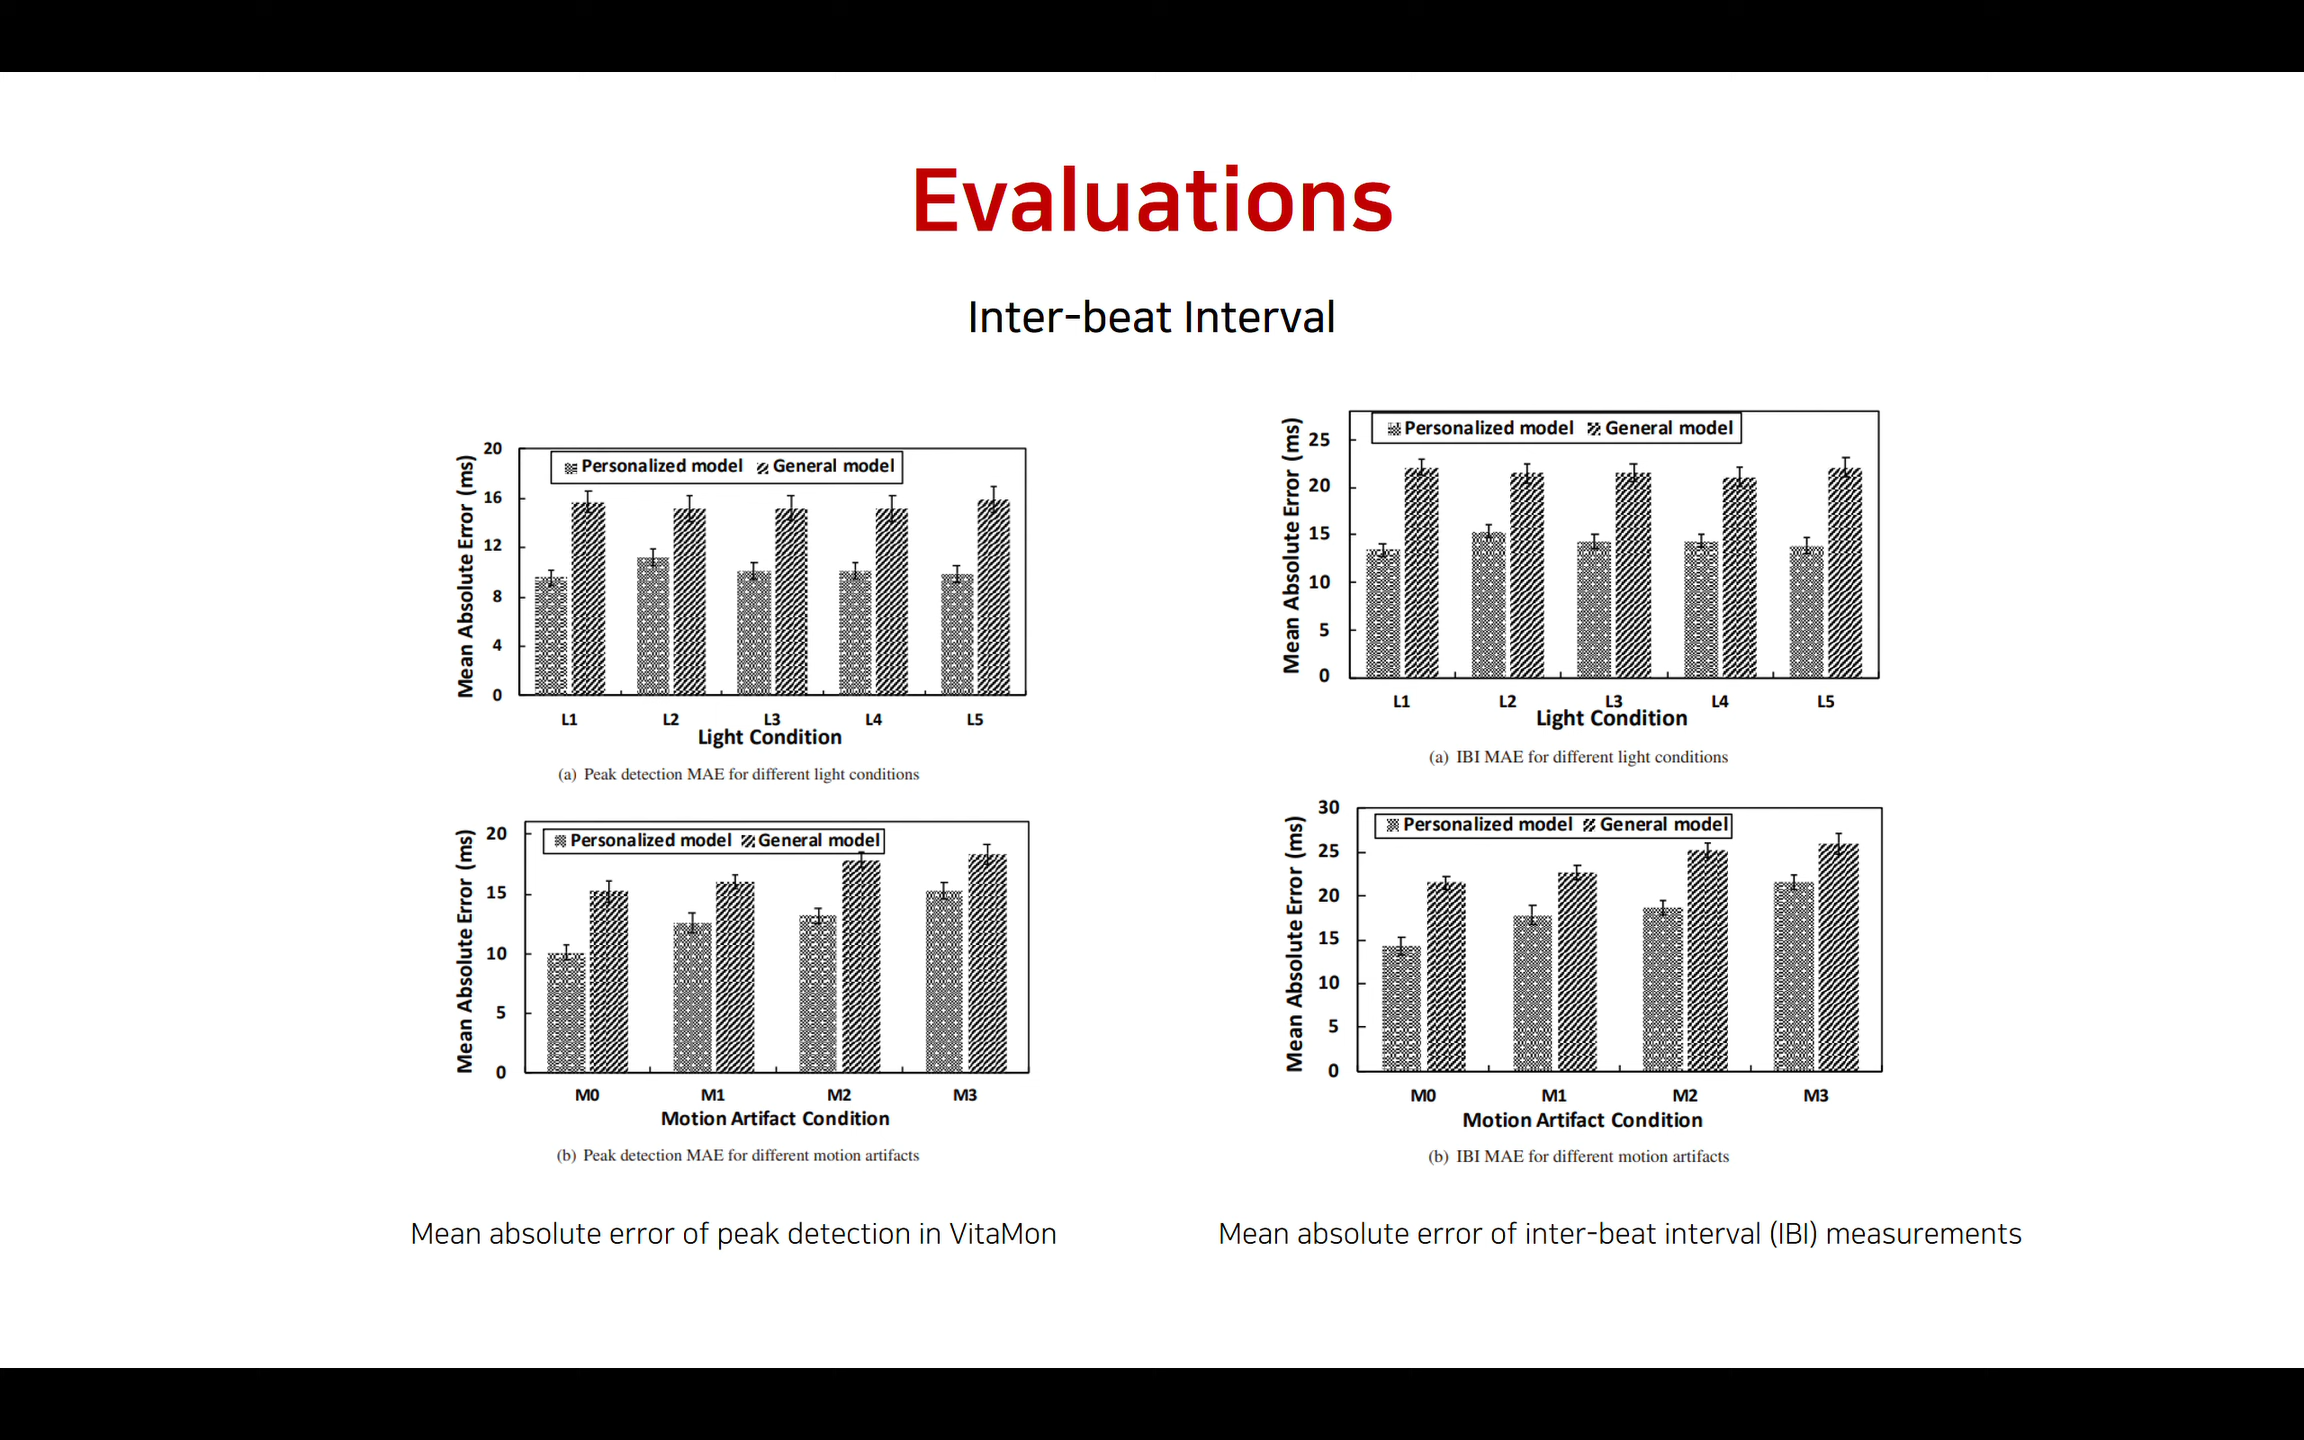 Evaluations
Inter-beat Interval
Mean Absolute Error (ms)
20
16
12
8
4
0
Personalized model General model
L1 L2 L3 L4 L5
Light Condition
(a) Peak detection MAE for different light conditions
Mean Absolute Error (ms)
20
15
10
5
0
Personalized model General model
M0 M1 M2 M3
Motion Artifact Condition
(b) Peak detection MAE for different motion artifacts
Mean absolute error of peak detection in VitaMon
Mean Absolute Error (ms)
25
20
15
10
5
0
Personalized model General model
L1 L2 L3 L4 L5
Light Condition
(a) IBI MAE for different light conditions
Mean Absolute Error (ms)
30
25
20
15
10
5
0
Personalized model General model
M0 M1 M2 M3
Motion Artifact Condition
(b) IBI MAE for different motion artifacts
Mean absolute error of inter-beat interval (IBI) measurements